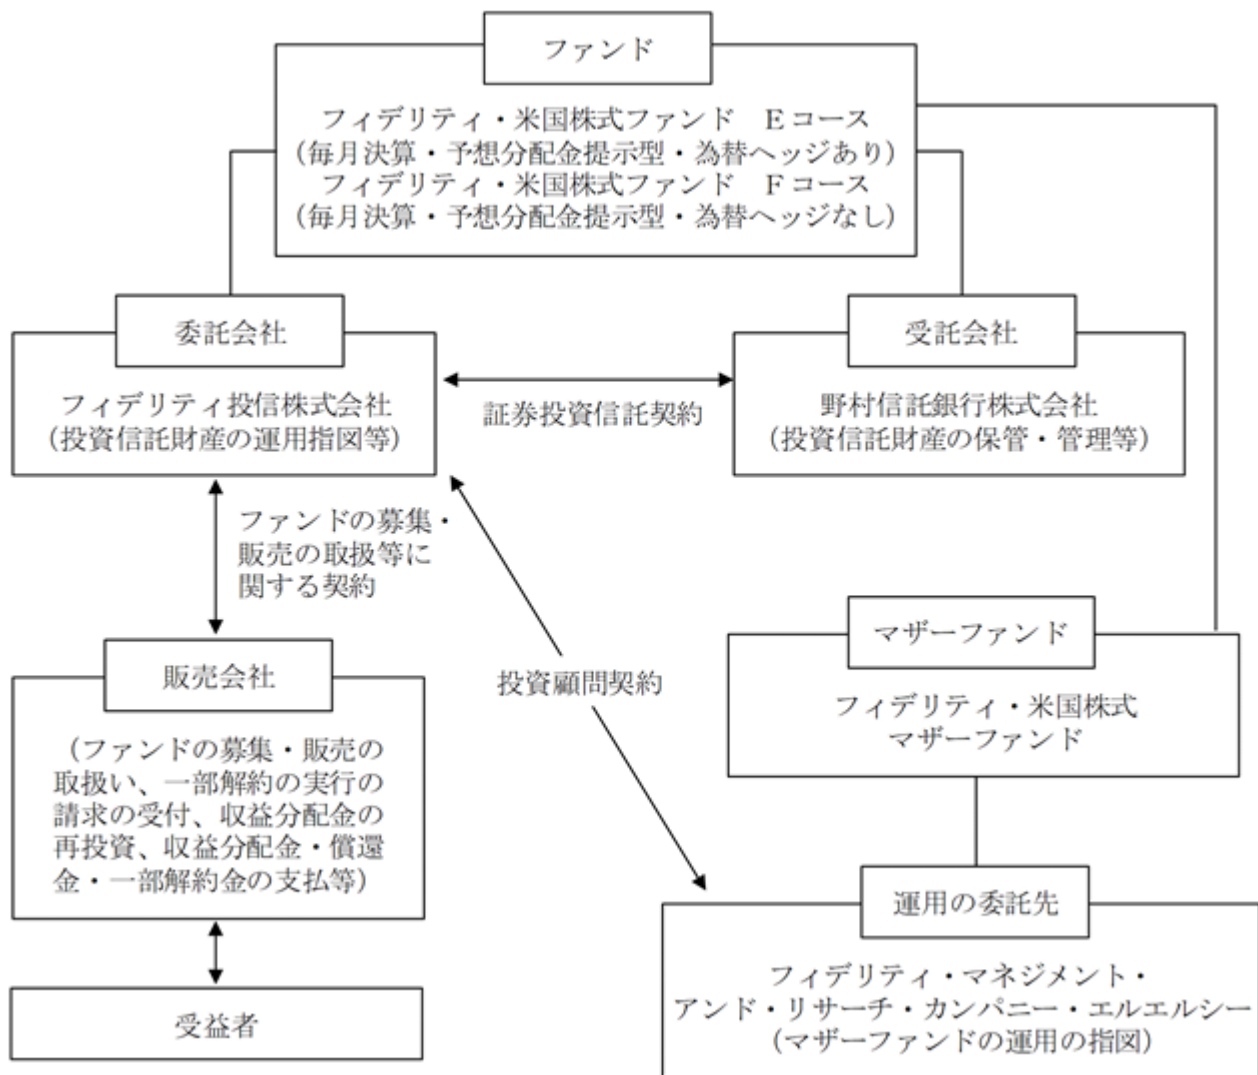 ファンド
フィデリティ・米国株式ファンド　Ｅコース
（毎月決算・予想分配金提示型・為替ヘッジあり）
フィデリティ・米国株式ファンド　Ｆコース
（毎月決算・予想分配金提示型・為替ヘッジなし）
委託会社
フィデリティ投信株式会社
（投資信託財産の運用指図等）
証券投資信託契約
受託会社
野村信託銀行株式会社
（投資信託財産の保管・管理等）
ファンドの募集・
販売の取扱等に
関する契約
投資顧問契約
マザーファンド
フィデリティ・米国株式
マザーファンド
販売会社
（ファンドの募集・販売の
取扱い、一部解約の実行の
請求の受付、収益分配金の
再投資、収益分配金・償還
金・一部解約金の支払等）
運用の委託先
フィデリティ・マネジメント・
アンド・リサーチ・カンパニー・エルエルシー
（マザーファンドの運用の指図）
受益者